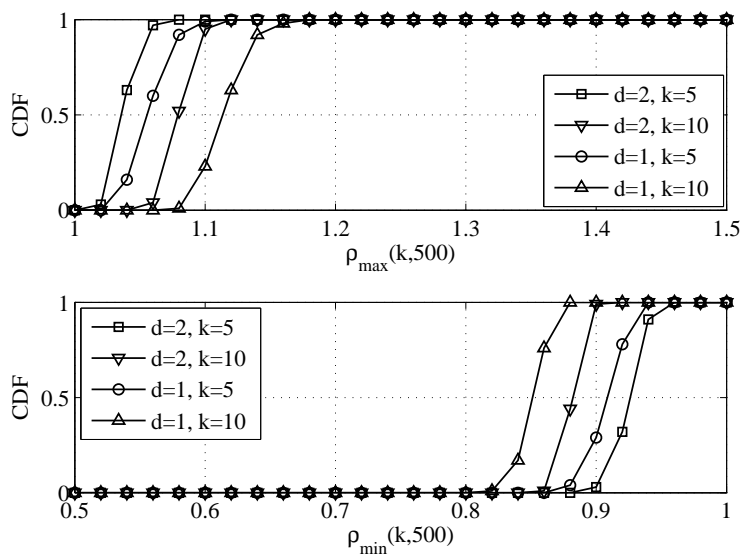 1
0.5
0
CDF
d=2, k=5
d=2, k=10
d=1, k=5
d=1, k=10
1 1.1 1.2 1.3 1.4 1.5
ρmax(k,500)
1
0.5
0
CDF
d=2, k=5
d=2, k=10
d=1, k=5
d=1, k=10
0.5 0.6 0.7 0.8 0.9 1
ρmin(k,500)